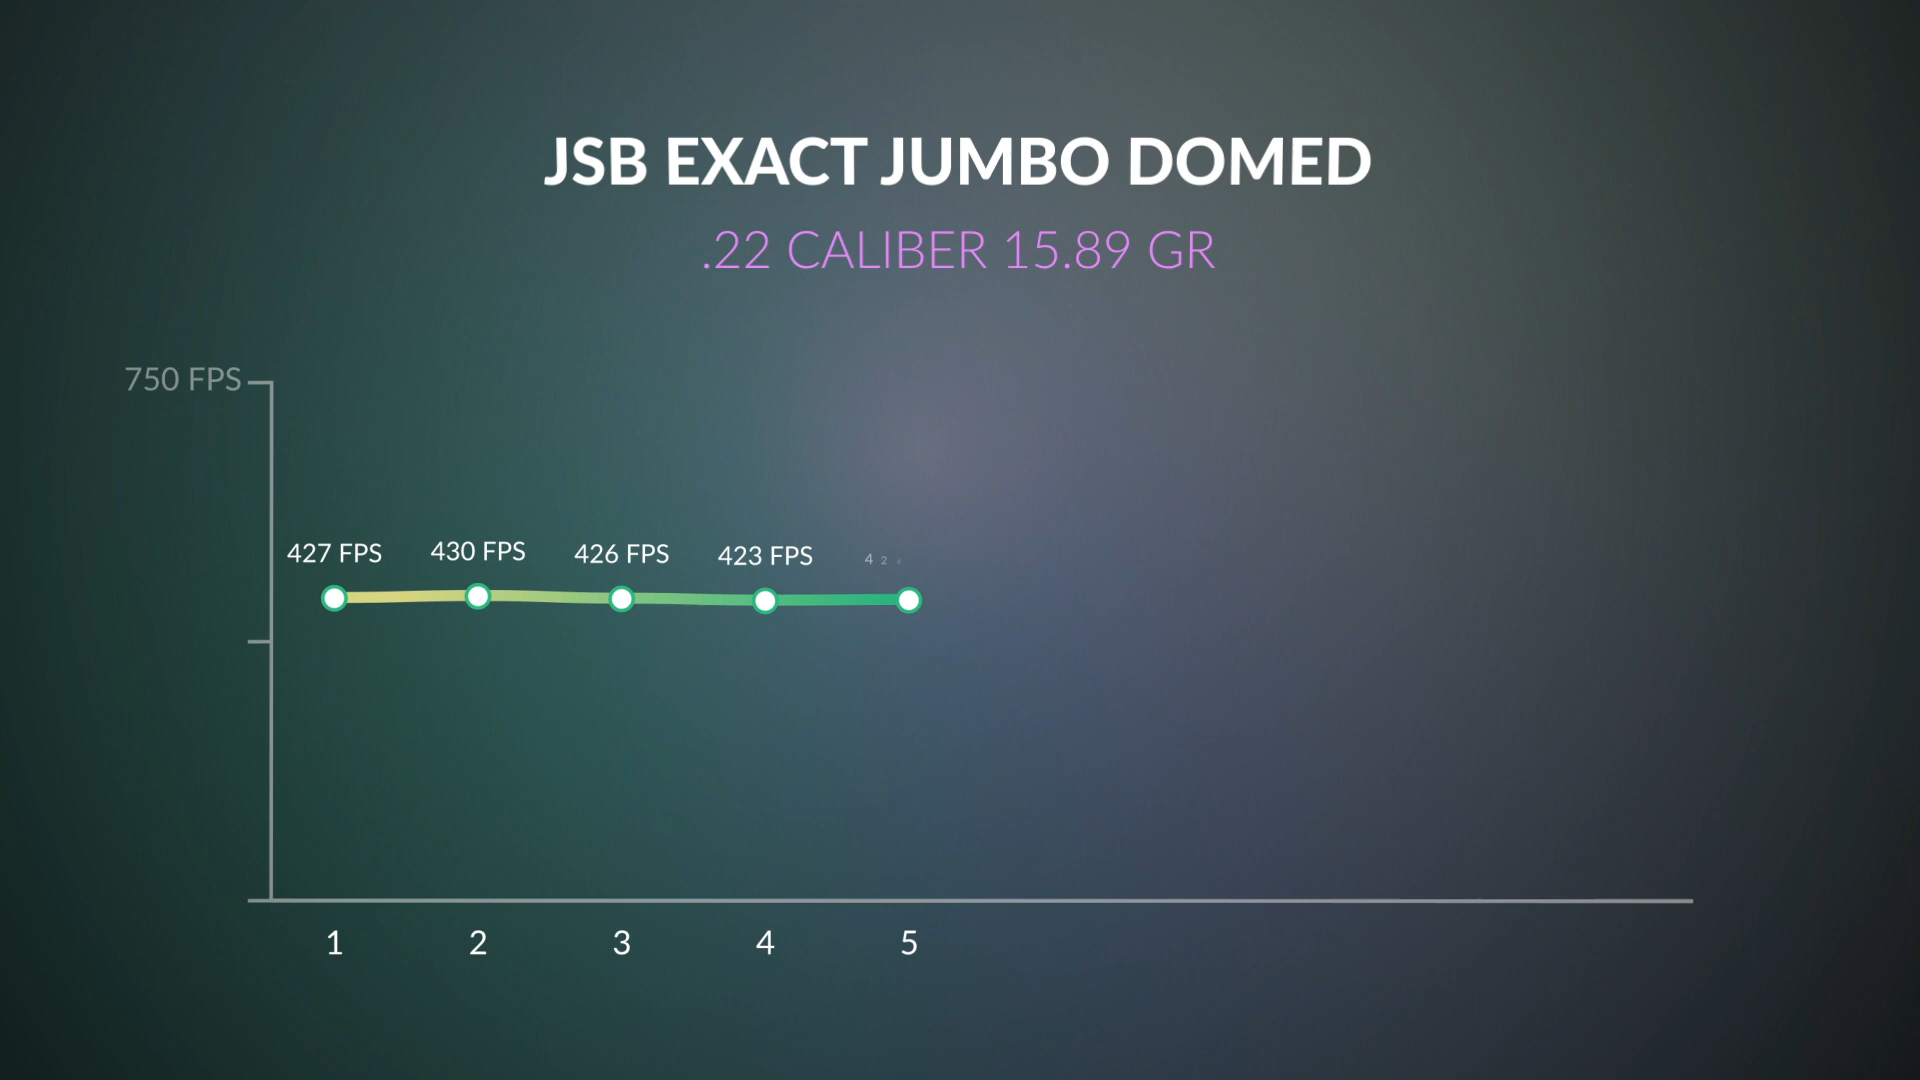 JSB EXACT JUMBO DOMED
.22 CALIBER 15.89 GR
750 FPS
427 FPS 430 FPS 426 FPS 423 FPS
1 2 3 4 5